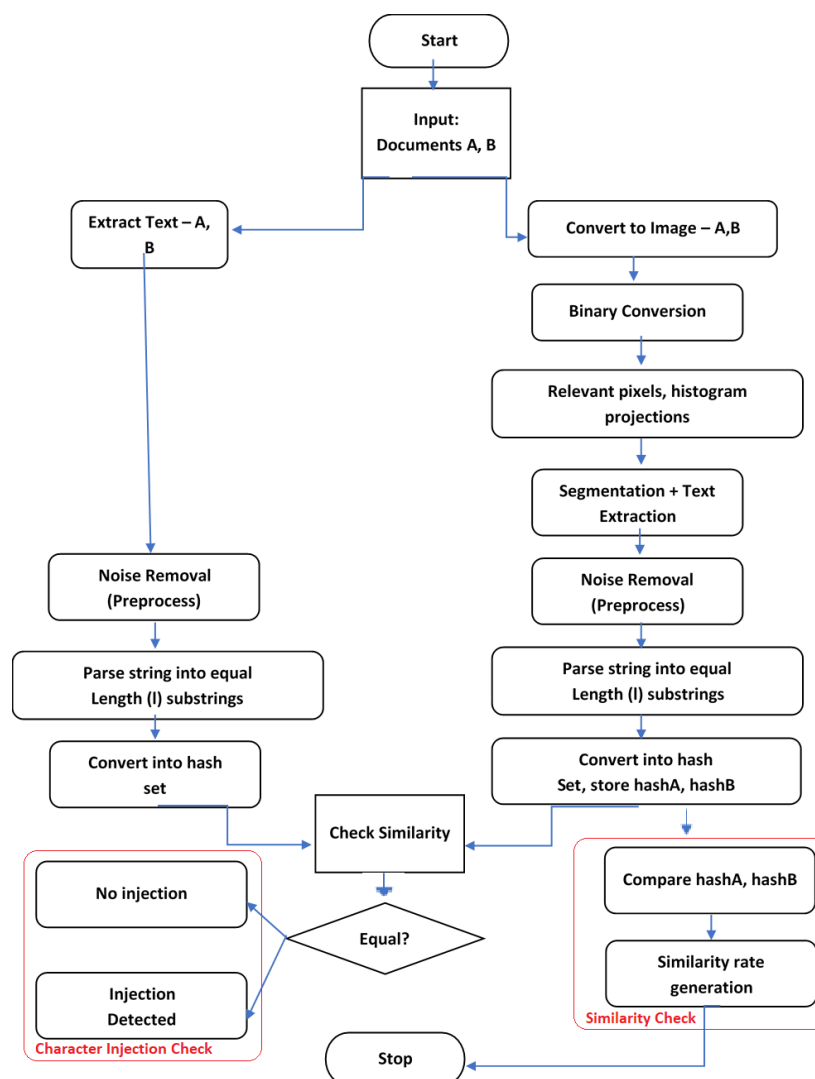 Start
Input:
Documents A, B
Extract Text – A,
B
Convert to Image – A,B
Binary Conversion
Relevant pixels, histogram
projections
Segmentation + Text
Extraction
Noise Removal
(Preprocess)
Noise Removal
(Preprocess)
Parse string into equal
Length (l) substrings
Parse string into equal
Length (l) substrings
Convert into hash
set
Convert into hash
Set, store hashA, hashB
Check Similarity
No injection
Compare hashA, hashB
Equal?
Injection
Detected
Similarity rate
generation
Character Injection Check
Similarity Check
Stop